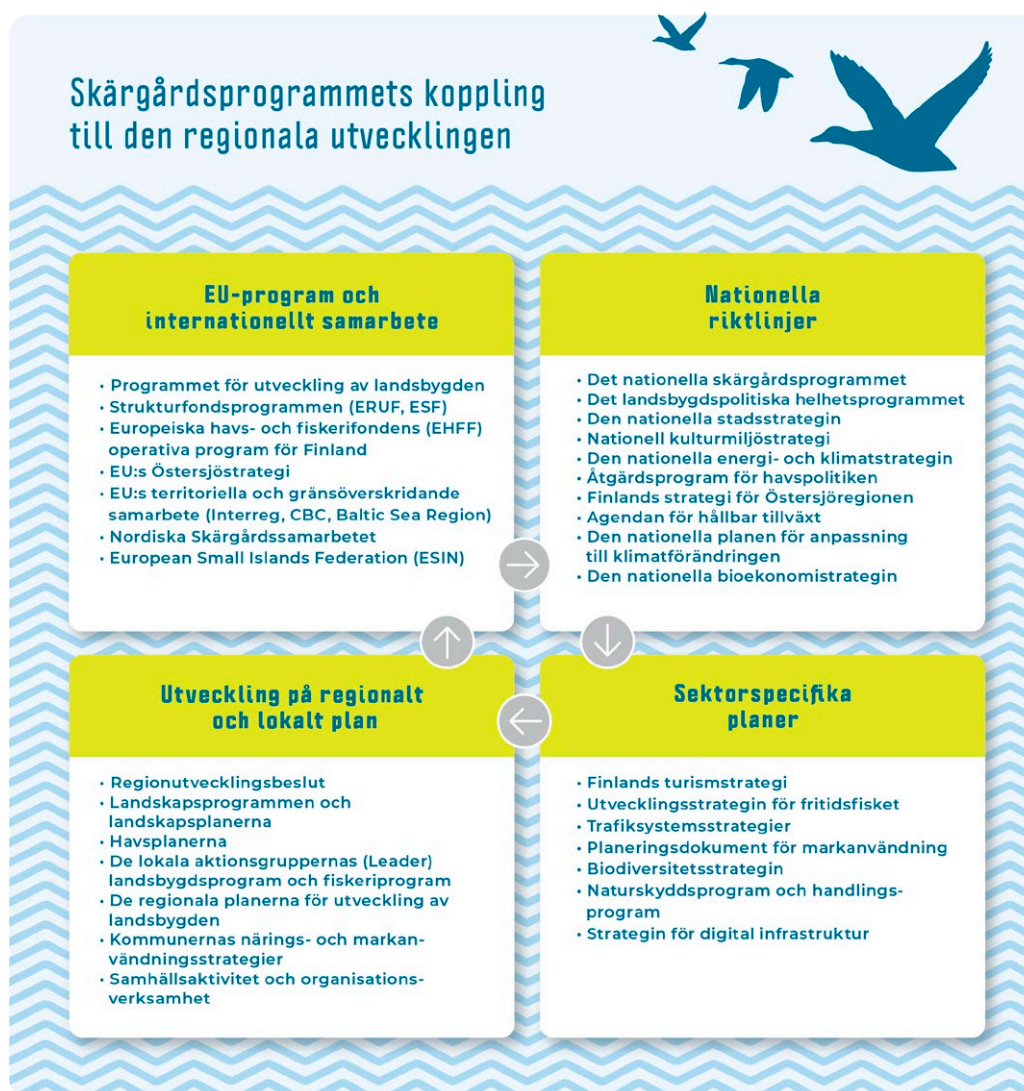 Skärgårdsprogrammets koppling
till den regionala utvecklingen
EU-program och
internationellt samarbete
• Programmet för utveckling av landsbygden
• Strukturfondsprogrammen (ERUF, ESF)
• Europeiska havs- och fiskerifondens (EHFF)
operativa program för Finland
• EU:s Östersjöstrategi
• EU:s territoriella och gränsöverskridande
samarbete (Interreg, CBC, Baltic Sea Region)
• Nordiska Skärgårdssamarbetet
• European Small Islands Federation (ESIN)
Nationella
riktlinjer
• Det nationella skärgårdsprogrammet
• Det landsbygdspolitiska helhetsprogrammet
• Den nationella stadsstrategin
• Nationell kulturmiljöstrategi
• Den nationella energi- och klimatstrategin
• Åtgärdsprogram för havspolitiken
• Finlands strategi för Östersjöregionen
• Agendan för hållbar tillväxt
• Den nationella planen för anpassning
till klimatförändringen
• Den nationella bioekonomistrategin
Utveckling på regionalt
och lokalt plan
• Regionutvecklingsbeslut
• Landskapsprogrammen och
landskapsplanerna
• Havsplanerna
• De lokala aktionsgruppernas (Leader)
landsbygdsprogram och fiskeriprogram
• De regionala planerna för utveckling av
landsbygden
• Kommunernas närings- och markan-
vändningsstrategier
• Samhällsaktivitet och organisations-
verksamhet
Sektorspecifika
planer
• Finlands turismstrategi
• Utvecklingsstrategin för fritidsfisket
• Trafiksystemsstrategier
• Planeringsdokument för markanvändning
• Biodiversitetsstrategin
• Naturskyddsprogram och handlings-
program
• Strategin för digital infrastruktur